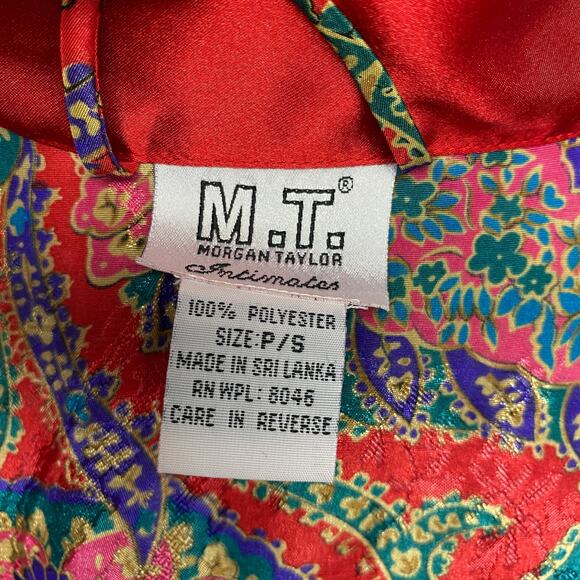 M.T.®
MORGAN TAYLOR
Intimates
100% POLYESTER
SIZE:P/S
MADE IN SRI LANKA
RN WPL: 8046
CARE IN REVERSE